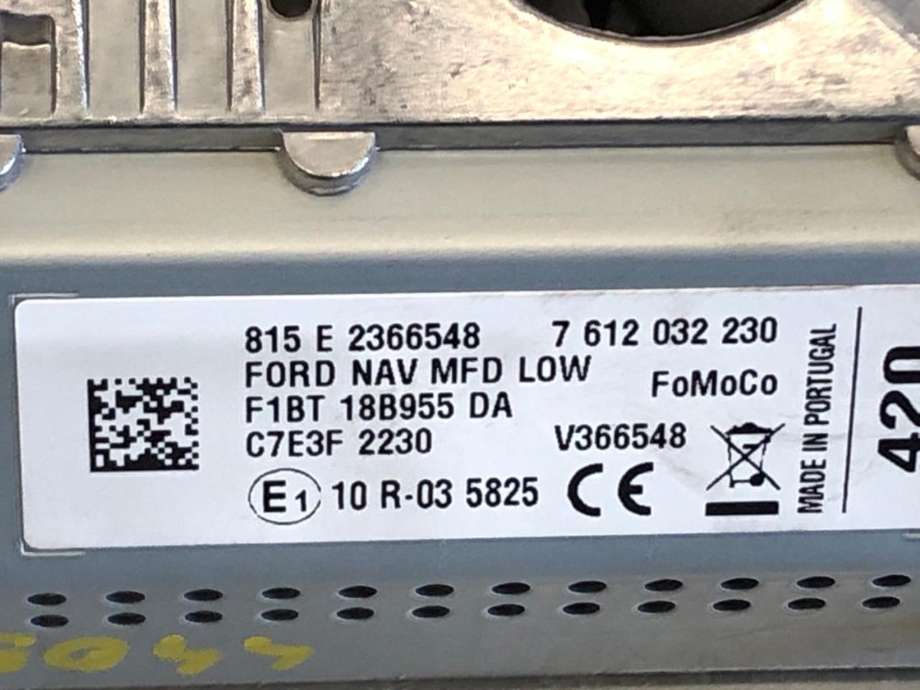 815 E 2366548 7 612 032 230
FORD NAV MFD LOW
FoMoCo
F1BT 18B955 DA
C7E3F 2230 V366548
E1 10 R-03 5825 CE
MADE IN PORTUGAL
420